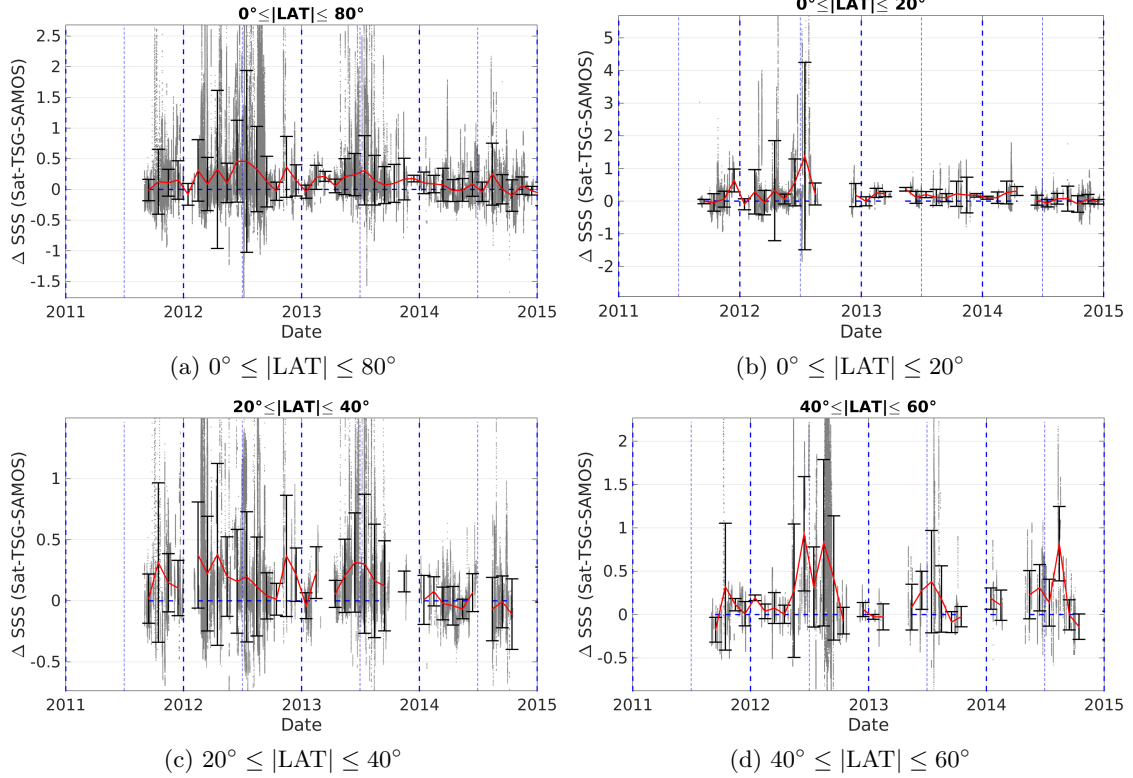 0°≤|LAT|≤ 80°
Δ SSS (Sat-TSG-SAMOS)
2.5
2
1.5
1
0.5
0
-0.5
-1
-1.5
2011 2012 2013 2014 2015
Date
(a) 0° ≤ |LAT| ≤ 80°
0°≤|LAT|≤ 20°
Δ SSS (Sat-TSG-SAMOS)
5
4
3
2
1
0
-1
-2
2011 2012 2013 2014 2015
Date
(b) 0° ≤ |LAT| ≤ 20°
20°≤|LAT|≤ 40°
Δ SSS (Sat-TSG-SAMOS)
1
0.5
0
-0.5
2011 2012 2013 2014 2015
Date
(c) 20° ≤ |LAT| ≤ 40°
40°≤|LAT|≤ 60°
Δ SSS (Sat-TSG-SAMOS)
2
1.5
1
0.5
0
-0.5
2011 2012 2013 2014 2015
Date
(d) 40° ≤ |LAT| ≤ 60°